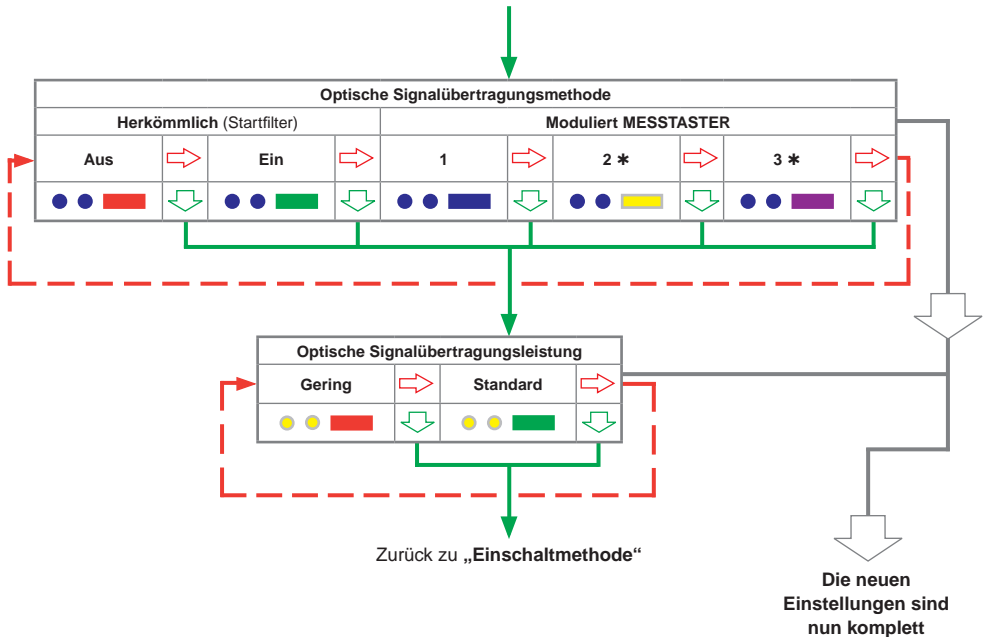 Optische Signalübertragungsmethode
Herkömmlich (Startfilter)
Moduliert MESSTASTER
Aus
Ein
1
2 ✱
3 ✱
Optische Signalübertragungsleistung
Gering
Standard
Zurück zu „Einschaltmethode“
Die neuen
Einstellungen sind
nun komplett